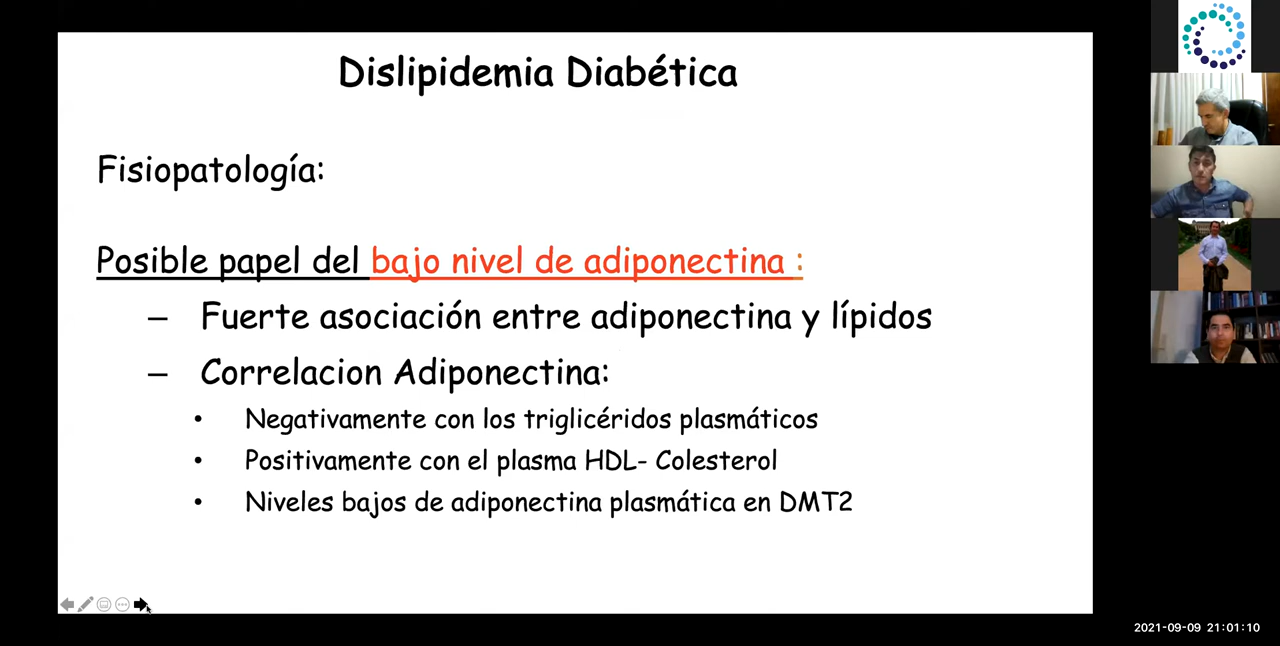 Dislipidemia Diabética
Fisiopatología:
Posible papel del bajo nivel de adiponectina :
– Fuerte asociación entre adiponectina y lípidos
– Correlacion Adiponectina:
• Negativamente con los triglicéridos plasmáticos
• Positivamente con el plasma HDL- Colesterol
• Niveles bajos de adiponectina plasmática en DMT2
2021-09-09 21:01:10